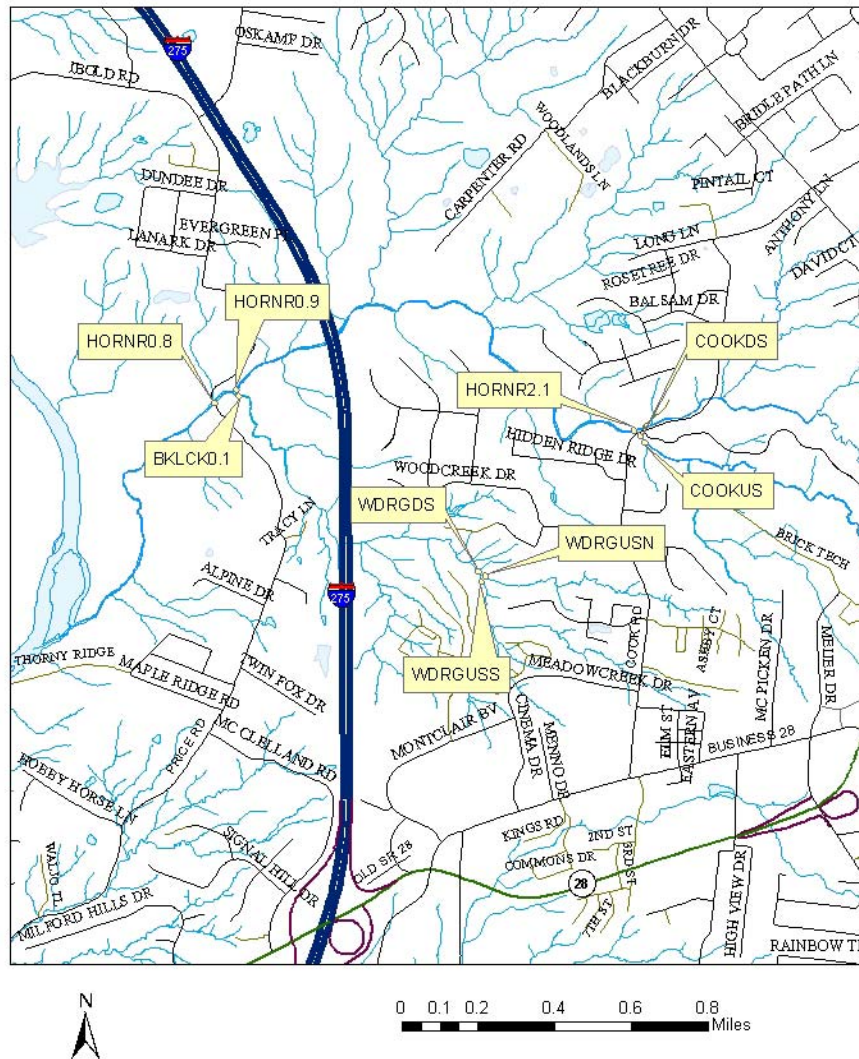 275
OSKAMP DR
IBOLD RD
BLACKBURN DR
BRIDLE PATH LN
WOODLANDS LN
CARPENTER RD
DUNDEE DR
PINTAIL CT
ANTHONY LN
EVERGREEN
LANARK DR
LONG LN
ROSETREE DR
DAVID CT
BALSAM DR
HORNR0.9
HORNR0.8
COOKDS
HORNR2.1
BKLCK0.1
HIDDEN RIDGE DR
WOODCREEK DR
COOKUS
WDRGDS
TRACY LN
WDRGUSN
BRICK TECH
ALPINE DR
275
COOK RD
ASHBY CT
MC PICKEN DR
MEIJER DR
THORNY RIDGE
MAPLE RIDGE RD
TWIN FOX DR
WDRGUSS
MEADOWCREEK DR
MONTCLAIR BV
CINEMA DR
MENNO DR
ELM ST
EASTERN AV
BUSINESS 28
PRICE RD
MC CLELLAND RD
HOBBY HORSE LN
KINGS RD
2ND ST
3RD ST
SIGNAL HILL DR
OLD SR 28
COMMONS DR
28
7TH ST
HIGH VIEW DR
MILFORD HILLS DR
RAINBOW
N
0 0.1 0.2 0.4 0.6 0.8
Miles